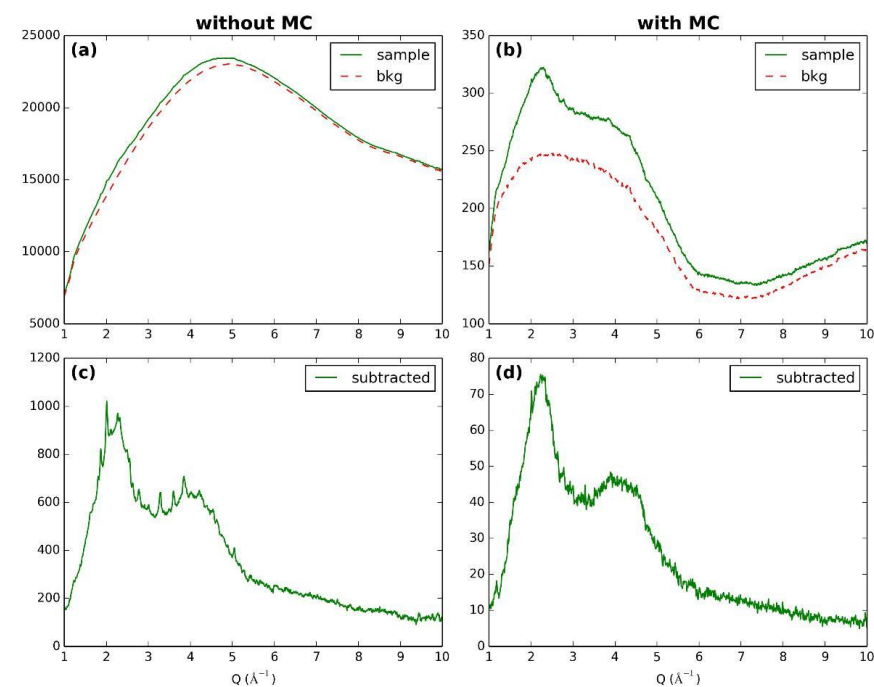 without MC
with MC
(a)
sample
bkg
25000
20000
15000
10000
5000
1 2 3 4 5 6 7 8 9 10
(b)
sample
bkg
350
300
250
200
150
100
1 2 3 4 5 6 7 8 9 10
(c)
subtracted
1200
1000
800
600
400
200
0
1 2 3 4 5 6 7 8 9 10
Q (Å⁻¹)
(d)
subtracted
80
70
60
50
40
30
20
10
0
1 2 3 4 5 6 7 8 9 10
Q (Å⁻¹)